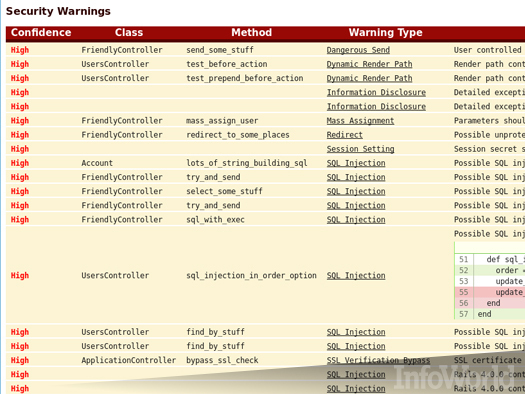 Security Warnings
Confidence Class Method Warning Type
High FriendlyController send_some_stuff Dangerous Send User controlled
High UsersController test_before_action Dynamic Render Path Render path cont
High UsersController test_prepend_before_action Dynamic Render Path Render path cont
High Information Disclosure Detailed excepti
High Information Disclosure Detailed excepti
High FriendlyController mass_assign_user Mass Assignment Parameters shoul
High FriendlyController redirect_to_some_places Redirect Possible unprote
High Session Setting Session secret s
High Account lots_of_string_building_sql SQL Injection Possible SQL inj
High FriendlyController try_and_send SQL Injection Possible SQL inj
High FriendlyController select_some_stuff SQL Injection Possible SQL inj
High FriendlyController try_and_send SQL Injection Possible SQL inj
High FriendlyController sql_with_exec SQL Injection Possible SQL inj
Possible SQL inj
51 def sql_i
52 order =
53 update_
High UsersController sql_injection_in_order_option SQL Injection
55 update_
56 end
57 end
High UsersController find_by_stuff SQL Injection Possible SQL inj
High UsersController find_by_stuff SQL Injection Possible SQL inj
High ApplicationController bypass_ssl_check SSL Verification Bypass SSL certificate
High SQL Injection Rails 4.0.0 cont
High SQL Injection Rails 4.0.0 cont
InfoWorld